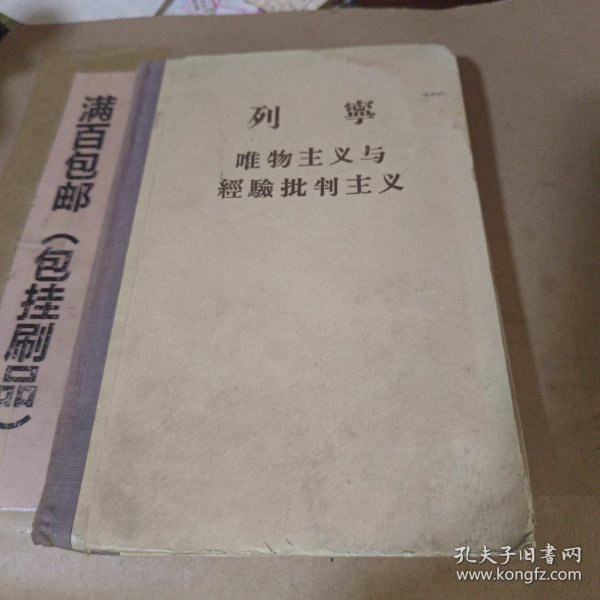 列寧
唯物主义与
經驗批判主义
满百包邮（包挂刷品）
孔夫子旧书网
www.kongfz.com